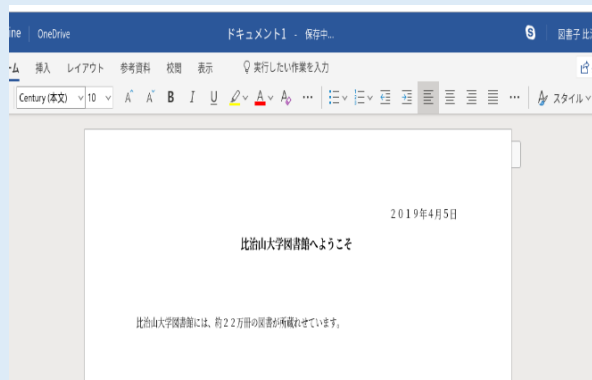 ine | OneDrive ドキュメント1 - 保存中... 図書子 比治
ーム 挿入 レイアウト 参考資料 校閲 表示 実行したい作業を入力
Century (本文) 10 A A B I U A A ... スタイル
2019年4月5日
比治山大学図書館へようこそ
比治山大学図書館には、約22万冊の図書が所蔵れせています。